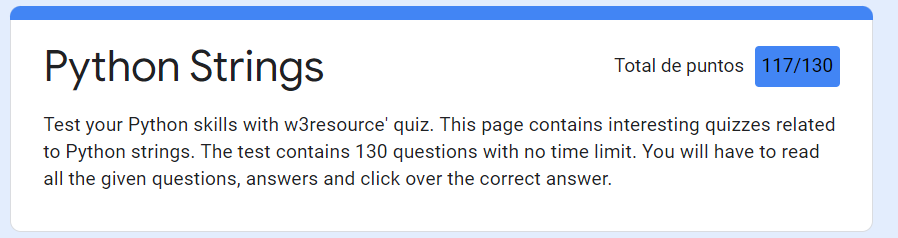 Python Strings
Total de puntos 117/130
Test your Python skills with w3resource' quiz. This page contains interesting quizzes related
to Python strings. The test contains 130 questions with no time limit. You will have to read
all the given questions, answers and click over the correct answer.